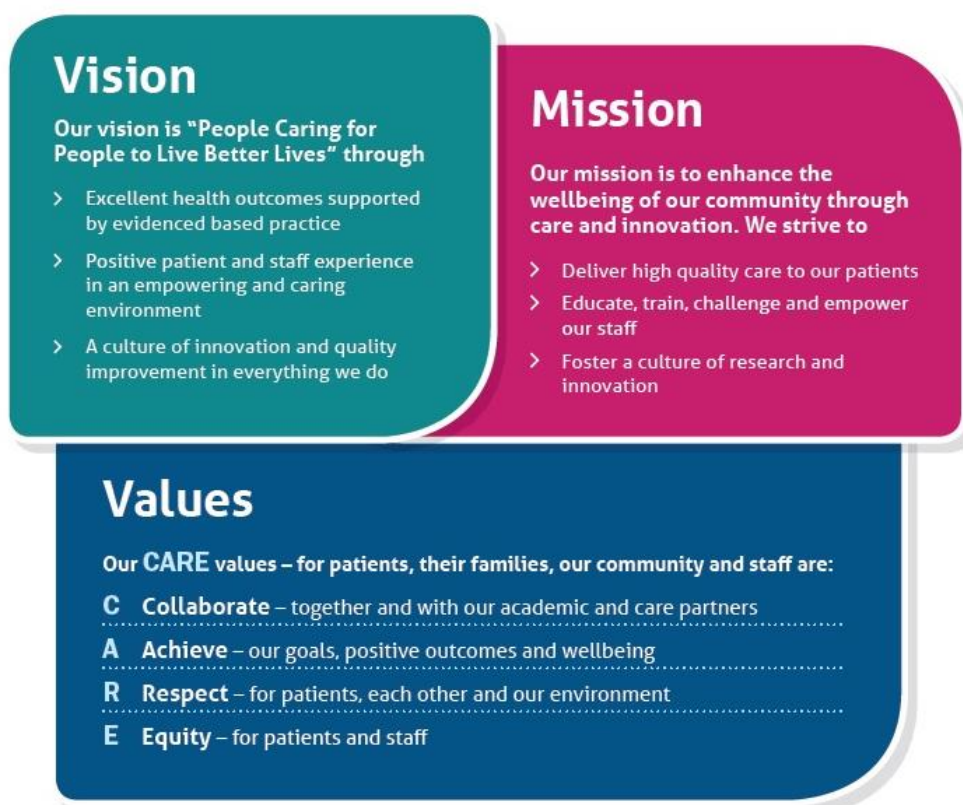 Vision
Our vision is “People Caring for
People to Live Better Lives” through
> Excellent health outcomes supported
by evidenced based practice
> Positive patient and staff experience
in an empowering and caring
environment
> A culture of innovation and quality
improvement in everything we do
Mission
Our mission is to enhance the
wellbeing of our community through
care and innovation. We strive to
> Deliver high quality care to our patients
> Educate, train, challenge and empower
our staff
> Foster a culture of research and
innovation
Values
Our CARE values – for patients, their families, our community and staff are:
C Collaborate – together and with our academic and care partners
A Achieve – our goals, positive outcomes and wellbeing
R Respect – for patients, each other and our environment
E Equity – for patients and staff